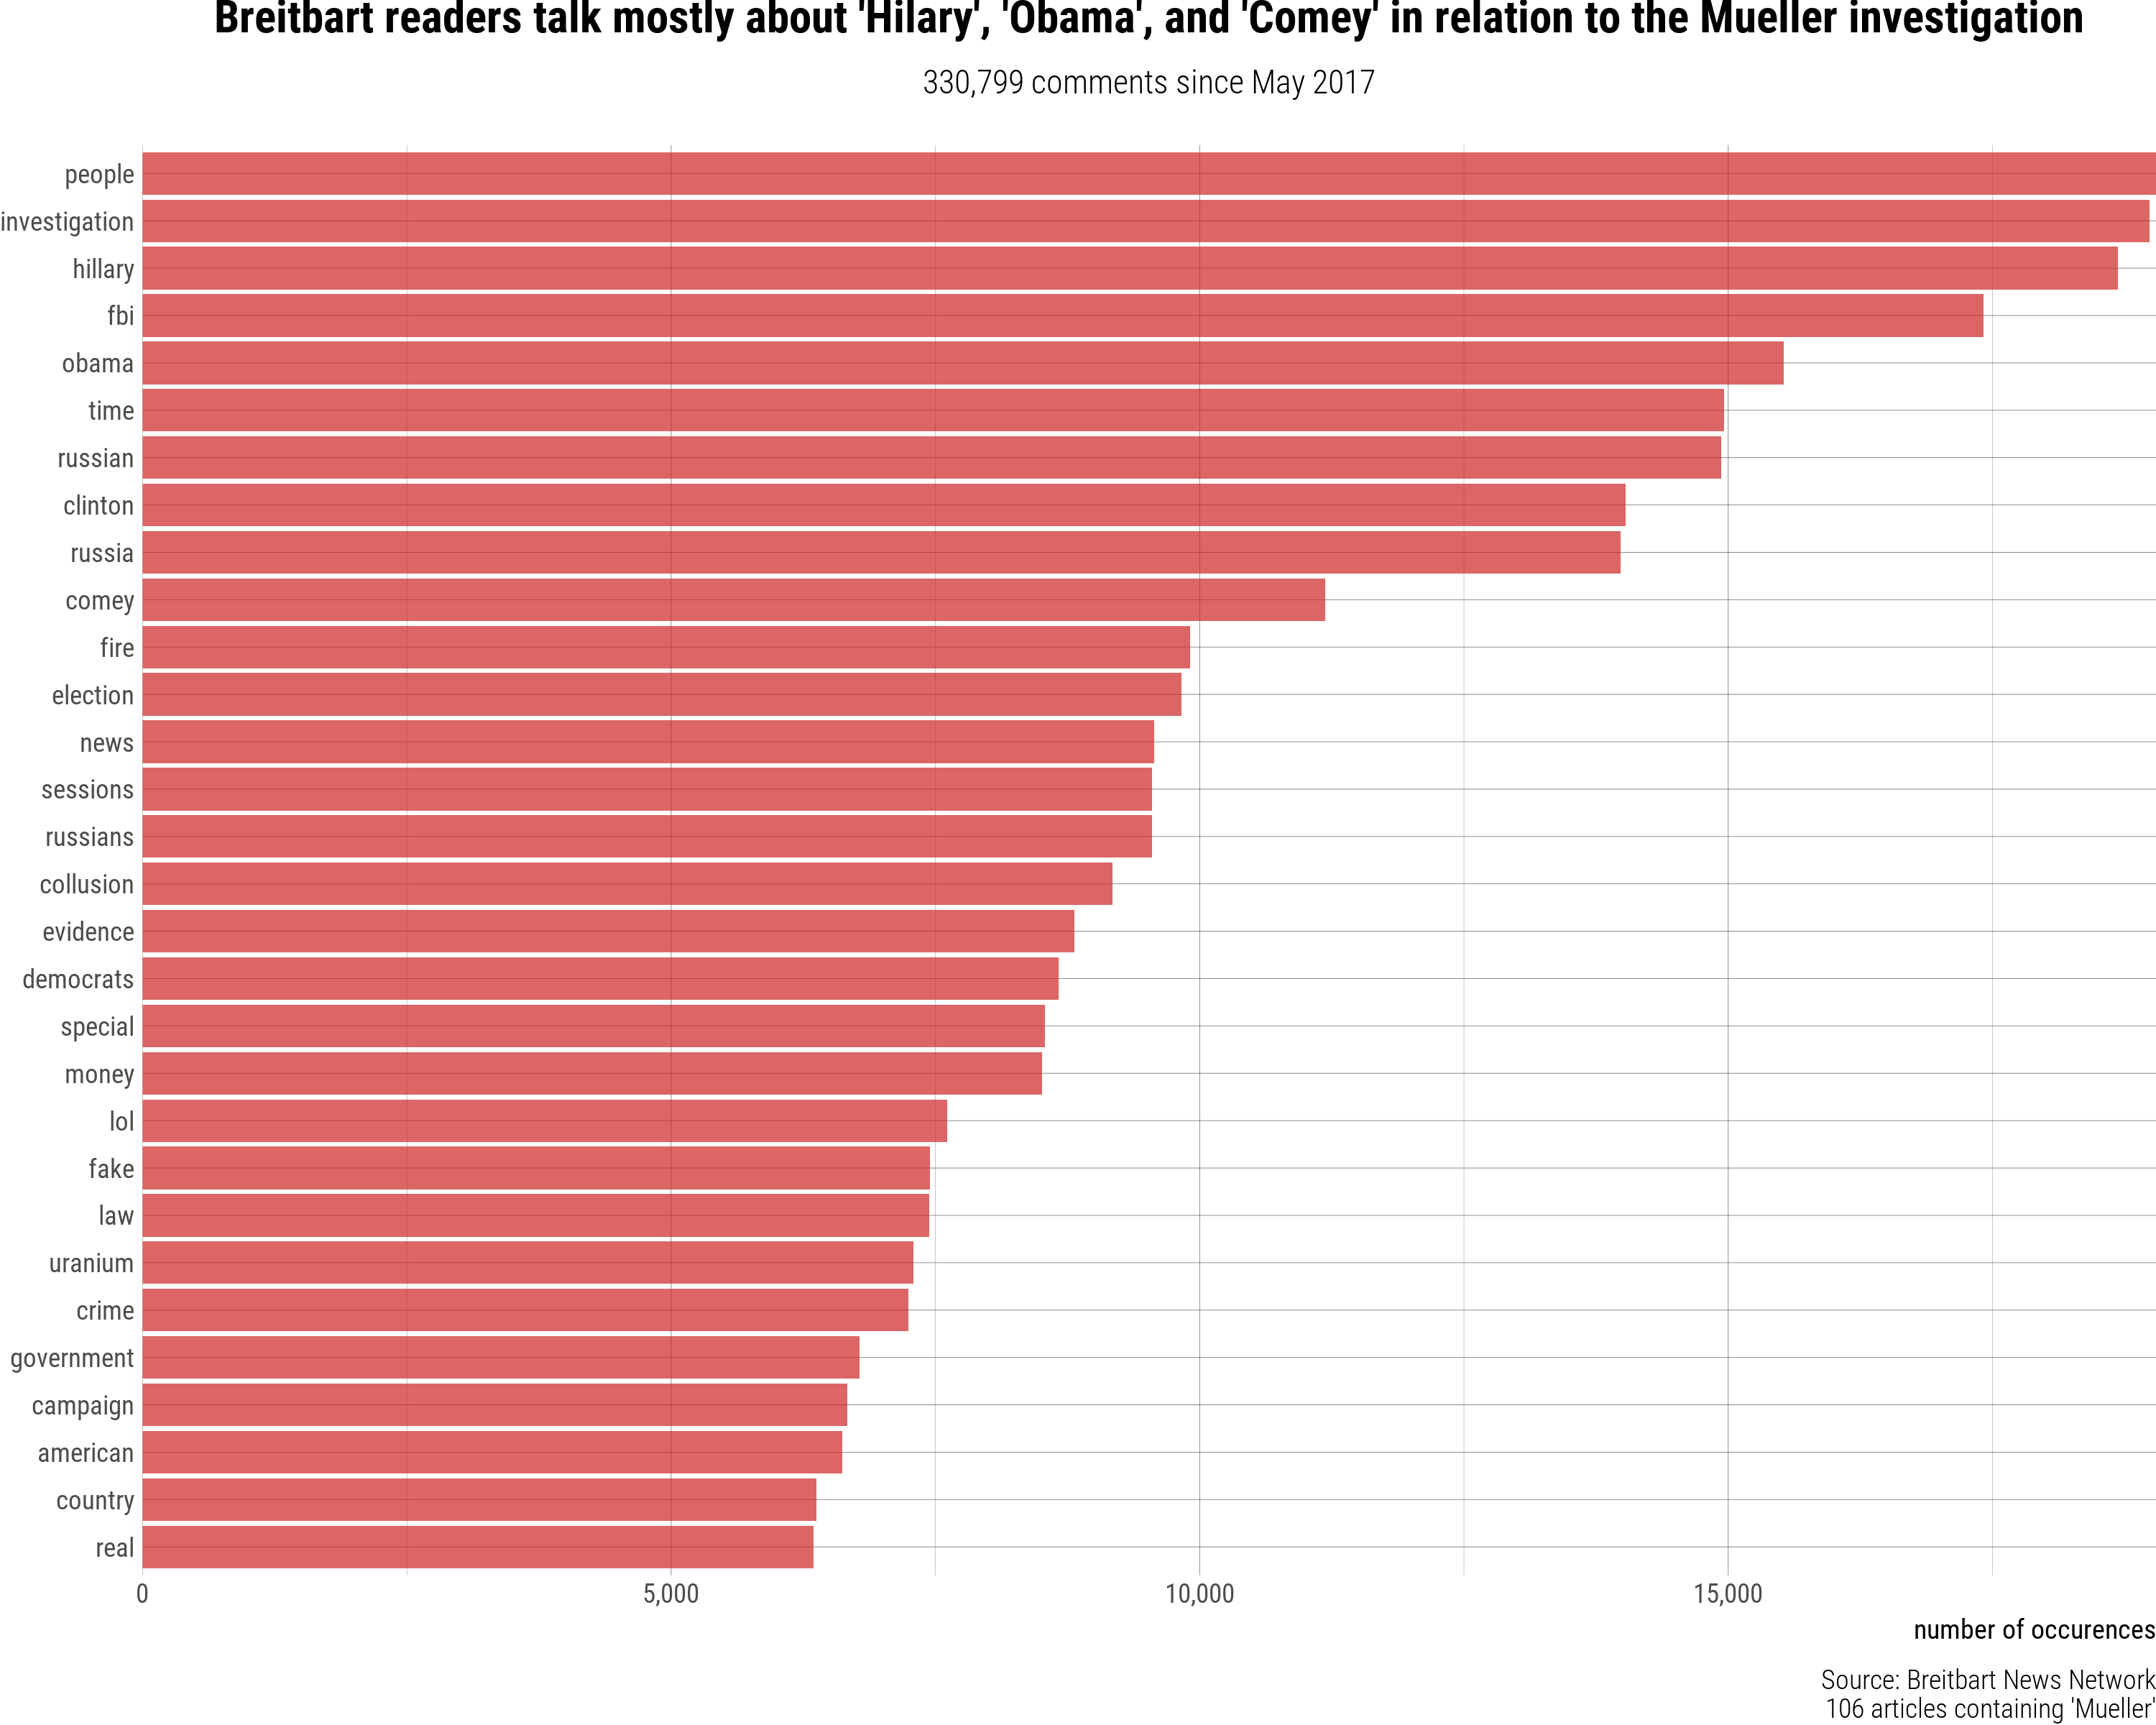 Breitbart readers talk mostly about 'Hilary', 'Obama', and 'Comey' in relation to the Mueller investigation
330,799 comments since May 2017
people
investigation
hillary
fbi
obama
time
russian
clinton
russia
comey
fire
election
news
sessions
russians
collusion
evidence
democrats
special
money
lol
fake
law
uranium
crime
government
campaign
american
country
real
0 5,000 10,000 15,000
number of occurences
Source: Breitbart News Network
106 articles containing 'Mueller'